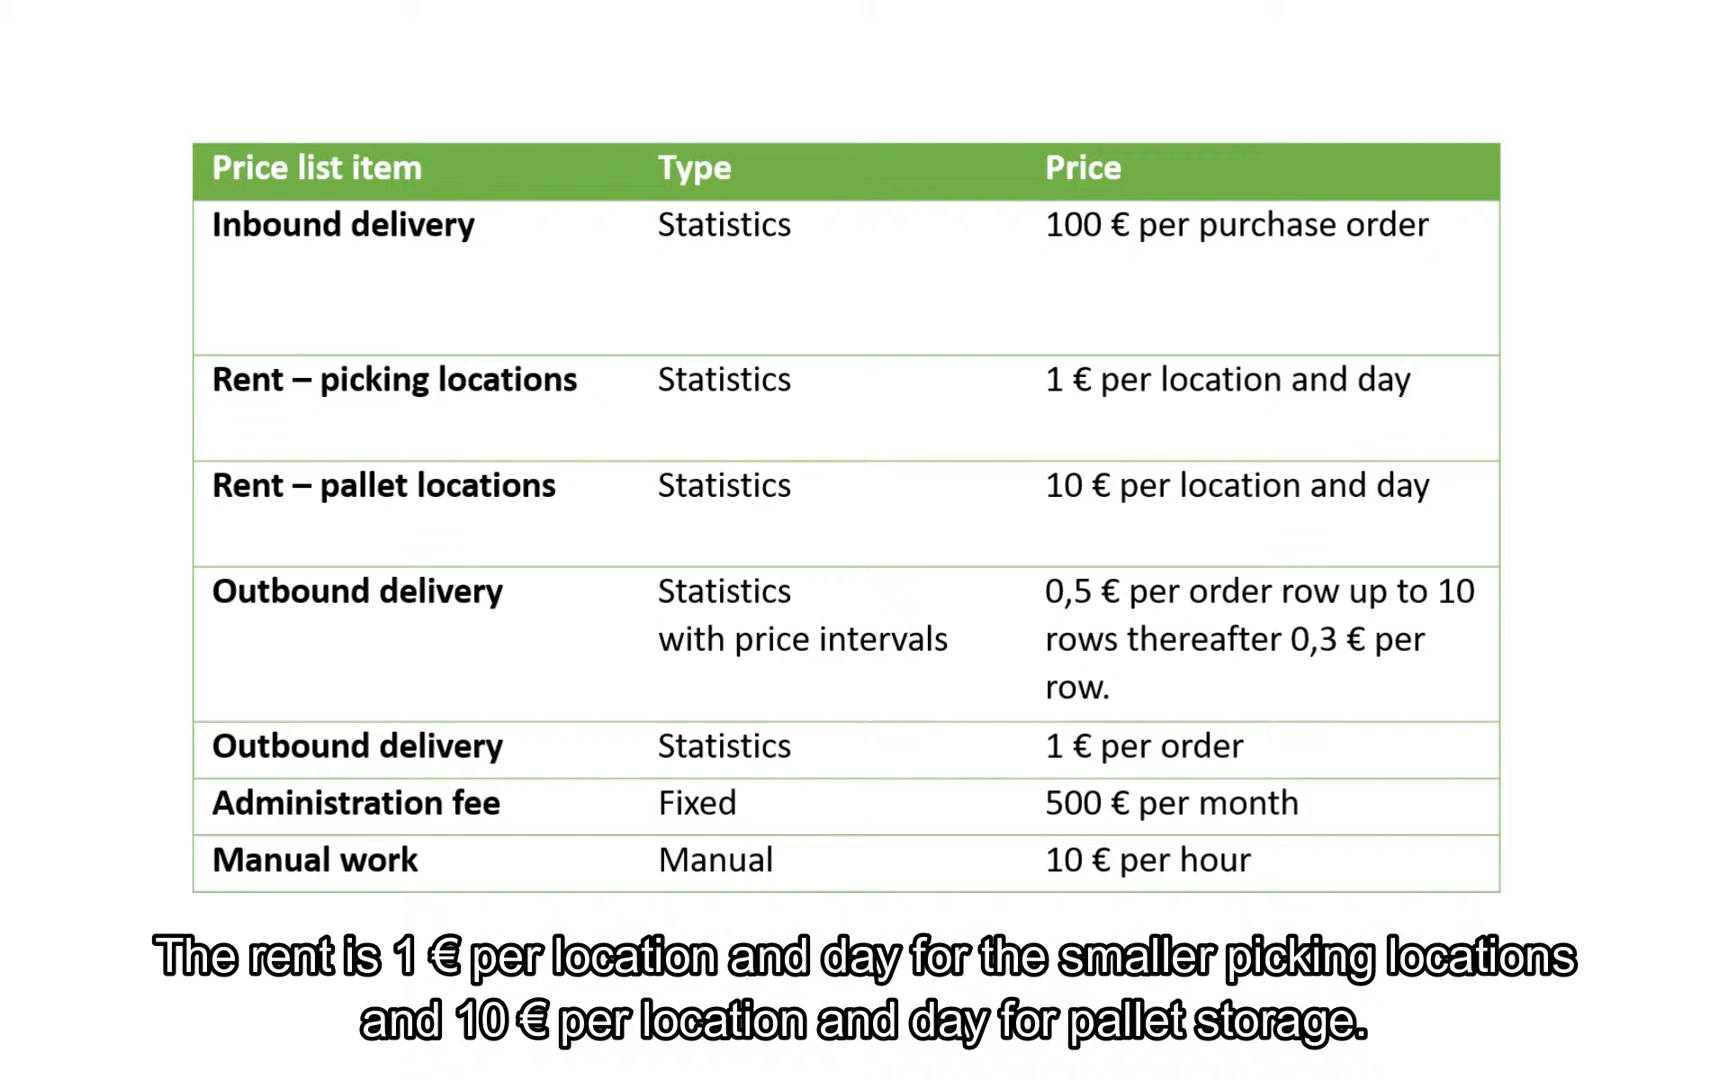 Price list item Type Price
Inbound delivery Statistics 100 € per purchase order
Rent – picking locations Statistics 1 € per location and day
Rent – pallet locations Statistics 10 € per location and day
Outbound delivery Statistics 0,5 € per order row up to 10
with price intervals rows thereafter 0,3 € per
row.
Outbound delivery Statistics 1 € per order
Administration fee Fixed 500 € per month
Manual work Manual 10 € per hour
The rent is 1 € per location and day for the smaller picking locations
and 10 € per location and day for pallet storage.